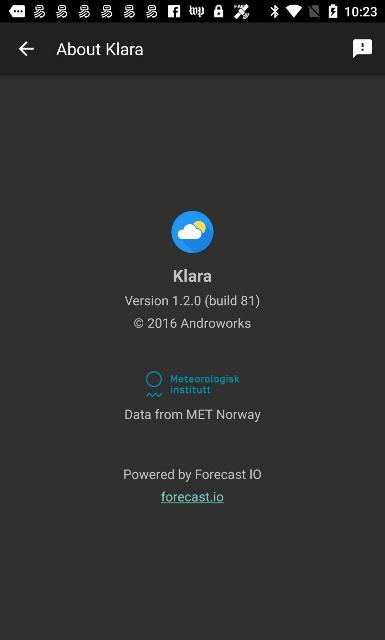 10:23
About Klara
Klara
Version 1.2.0 (build 81)
© 2016 Androworks
Meteorologisk
institutt
Data from MET Norway
Powered by Forecast IO
forecast.io